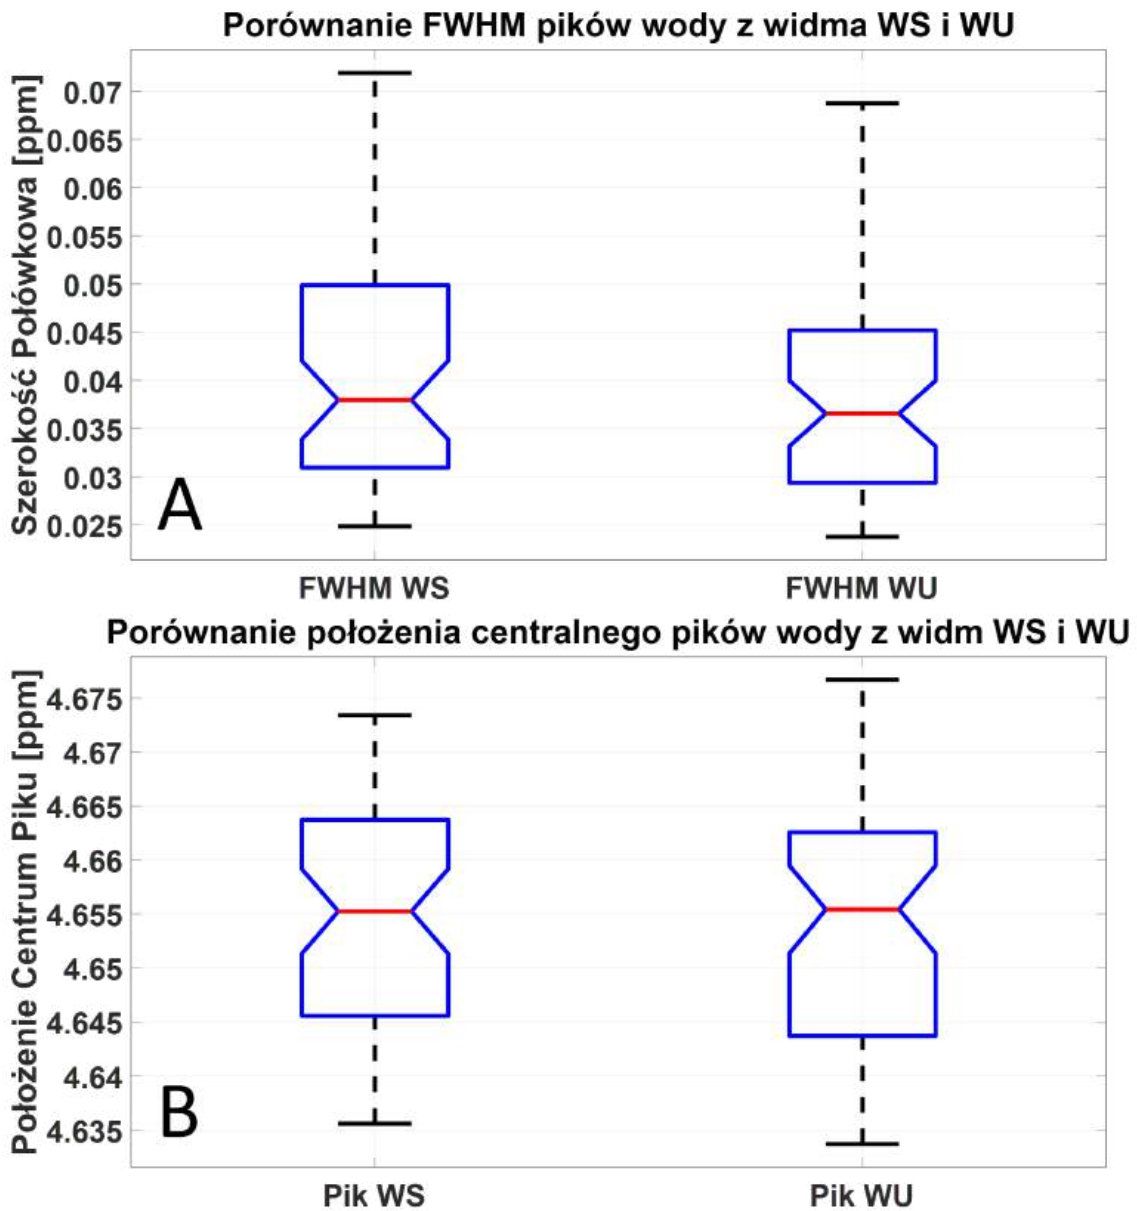 Porównanie FWHM pików wody z widma WS i WU
Szerokość Połówkowa [ppm]
0.07
0.065
0.06
0.055
0.05
0.045
0.04
0.035
0.03
0.025
A
FWHM WS
FWHM WU
Porównanie położenia centralnego pików wody z widm WS i WU
Położenie Centrum Piku [ppm]
4.675
4.67
4.665
4.66
4.655
4.65
4.645
4.64
4.635
B
Pik WS
Pik WU